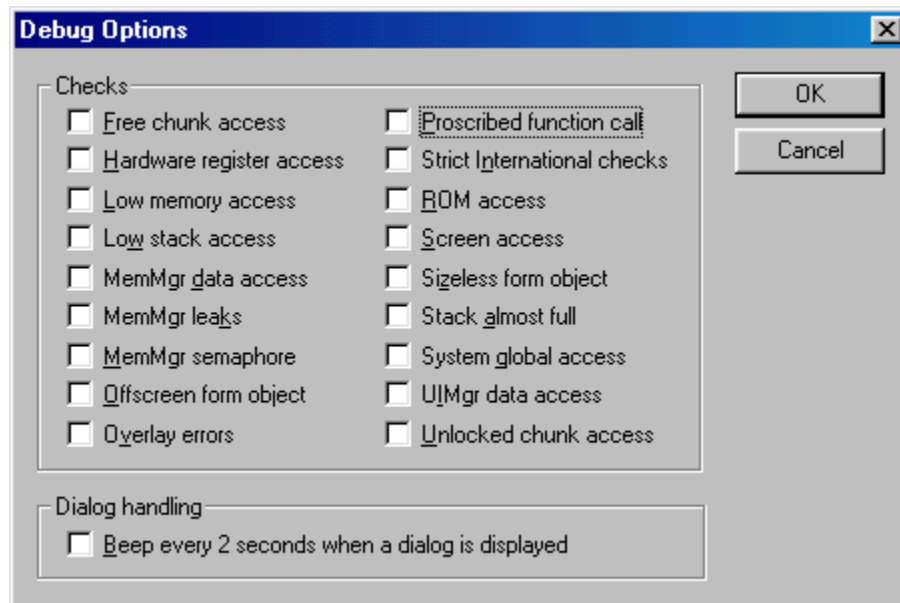 Debug Options
Checks
Free chunk access
Hardware register access
Low memory access
Low stack access
MemMgr data access
MemMgr leaks
MemMgr semaphore
Offscreen form object
Overlay errors
Proscribed function call
Strict International checks
ROM access
Screen access
Sizeless form object
Stack almost full
System global access
UIMgr data access
Unlocked chunk access
OK
Cancel
Dialog handling
Beep every 2 seconds when a dialog is displayed